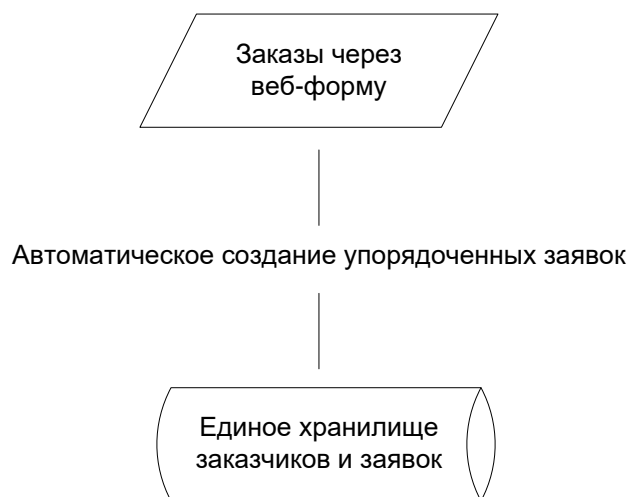 Заказы через
веб-форму
Автоматическое создание упорядоченных заявок
Единое хранилище
заказчиков и заявок